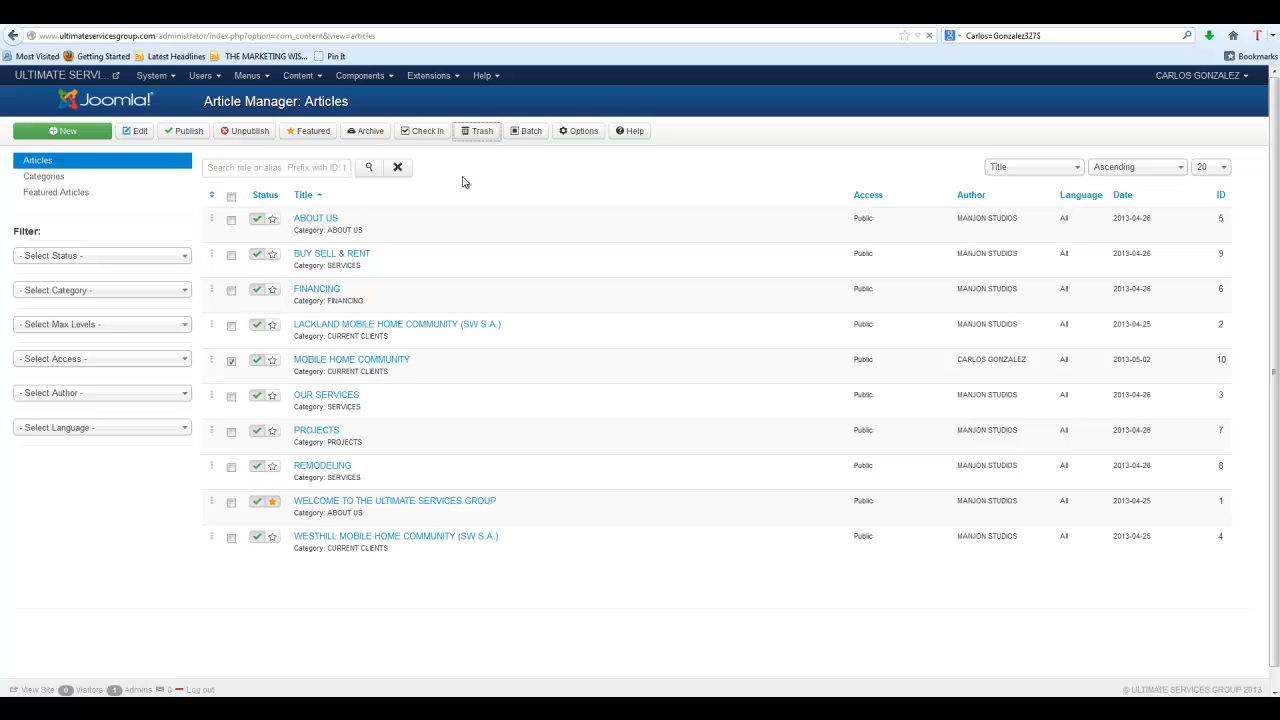 www.ultimateservicesgroup.com/administrator/index.php?option=com_content&view=articles
Carlos=Gonzalez327$
Most Visited Getting Started Latest Headlines THE MARKETING WIS... Pin It Bookmarks
ULTIMATE SERVI... System Users Menus Content Components Extensions Help CARLOS GONZALEZ
Joomla! Article Manager: Articles
New Edit Publish Unpublish Featured Archive Check In Trash Batch Options Help
Articles
Categories
Featured Articles
Filter:
- Select Status -
- Select Category -
- Select Max Levels -
- Select Access -
- Select Author -
- Select Language -
Search title or alias. Prefix with ID: Title Ascending 20
Status Title Access Author Language Date ID
ABOUT US Public MANJON STUDIOS All 2013-04-26 5
Category: ABOUT US
BUY SELL & RENT Public MANJON STUDIOS All 2013-04-26 9
Category: SERVICES
FINANCING Public MANJON STUDIOS All 2013-04-26 6
Category: FINANCING
LACKLAND MOBILE HOME COMMUNITY (SW S.A.) Public MANJON STUDIOS All 2013-04-25 2
Category: CURRENT CLIENTS
MOBILE HOME COMMUNITY Public CARLOS GONZALEZ All 2013-05-02 10
Category: CURRENT CLIENTS
OUR SERVICES Public MANJON STUDIOS All 2013-04-26 3
Category: SERVICES
PROJECTS Public MANJON STUDIOS All 2013-04-26 7
Category: PROJECTS
REMODELING Public MANJON STUDIOS All 2013-04-26 8
Category: SERVICES
WELCOME TO THE ULTIMATE SERVICES GROUP Public MANJON STUDIOS All 2013-04-25 1
Category: ABOUT US
WESTHILL MOBILE HOME COMMUNITY (SW S.A.) Public MANJON STUDIOS All 2013-04-25 4
Category: CURRENT CLIENTS
View Site 0 Visitors 1 Admins 0 Log out © ULTIMATE SERVICES GROUP 2013